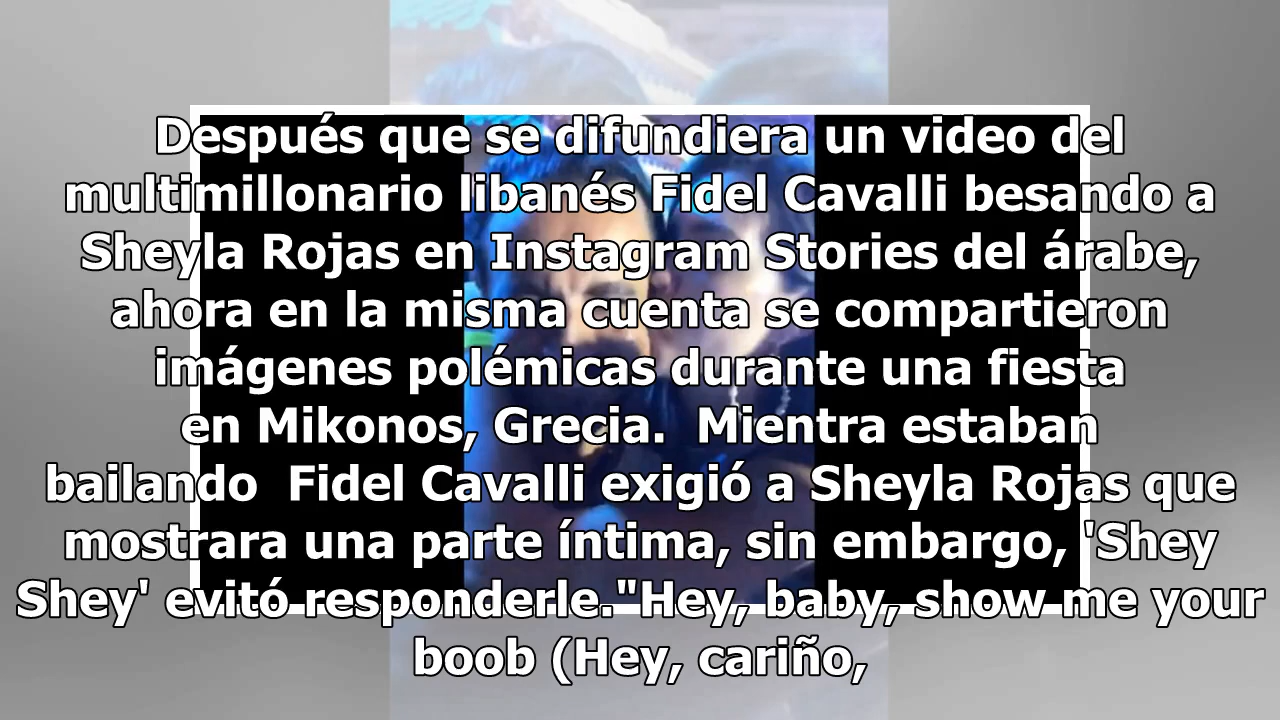 Después que se difundiera un video del
multimillonario libanés Fidel Cavalli besando a
Sheyla Rojas en Instagram Stories del árabe,
ahora en la misma cuenta se compartieron
imágenes polémicas durante una fiesta
en Mikonos, Grecia.  Mientra estaban
bailando  Fidel Cavalli exigió a Sheyla Rojas que
mostrara una parte íntima, sin embargo, 'Shey
Shey' evitó responderle."Hey, baby, show me your
boob (Hey, cariño,